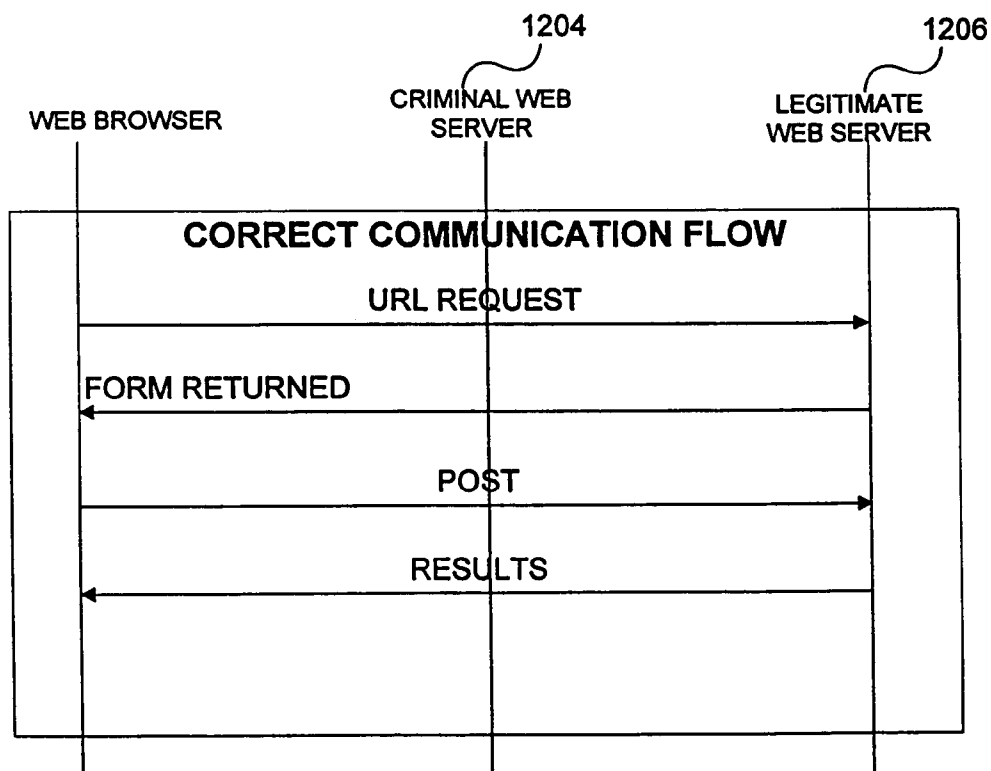 1204
1206
WEB BROWSER
CRIMINAL WEB
SERVER
LEGITIMATE
WEB SERVER
CORRECT COMMUNICATION FLOW
URL REQUEST
FORM RETURNED
POST
RESULTS